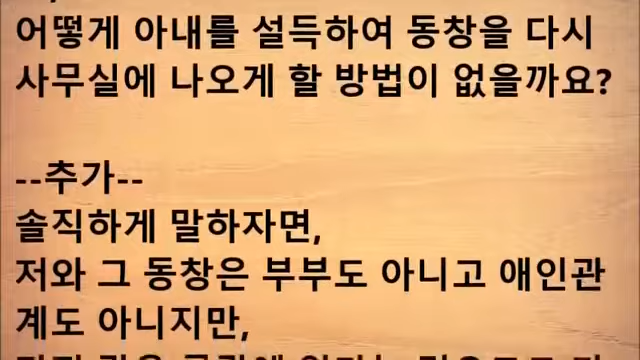 어떻게 아내를 설득하여 동창을 다시
사무실에 나오게 할 방법이 없을까요?
--추가--
솔직하게 말하자면,
저와 그 동창은 부부도 아니고 애인관
계도 아니지만,